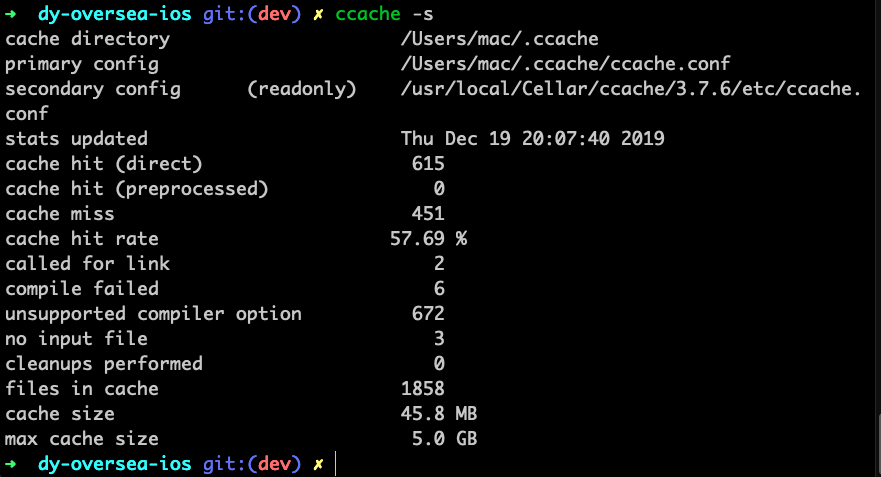 ➜  dy-oversea-ios git:(dev) ✗ ccache -s
cache directory                     /Users/mac/.ccache
primary config                      /Users/mac/.ccache/ccache.conf
secondary config      (readonly)    /usr/local/Cellar/ccache/3.7.6/etc/ccache.
conf
stats updated                       Thu Dec 19 20:07:40 2019
cache hit (direct)                   615
cache hit (preprocessed)               0
cache miss                           451
cache hit rate                     57.69 %
called for link                        2
compile failed                         6
unsupported compiler option          672
no input file                          3
cleanups performed                     0
files in cache                      1858
cache size                          45.8 MB
max cache size                       5.0 GB
➜  dy-oversea-ios git:(dev) ✗